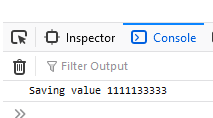 Inspector Console
Filter Output
Saving value 1111133333